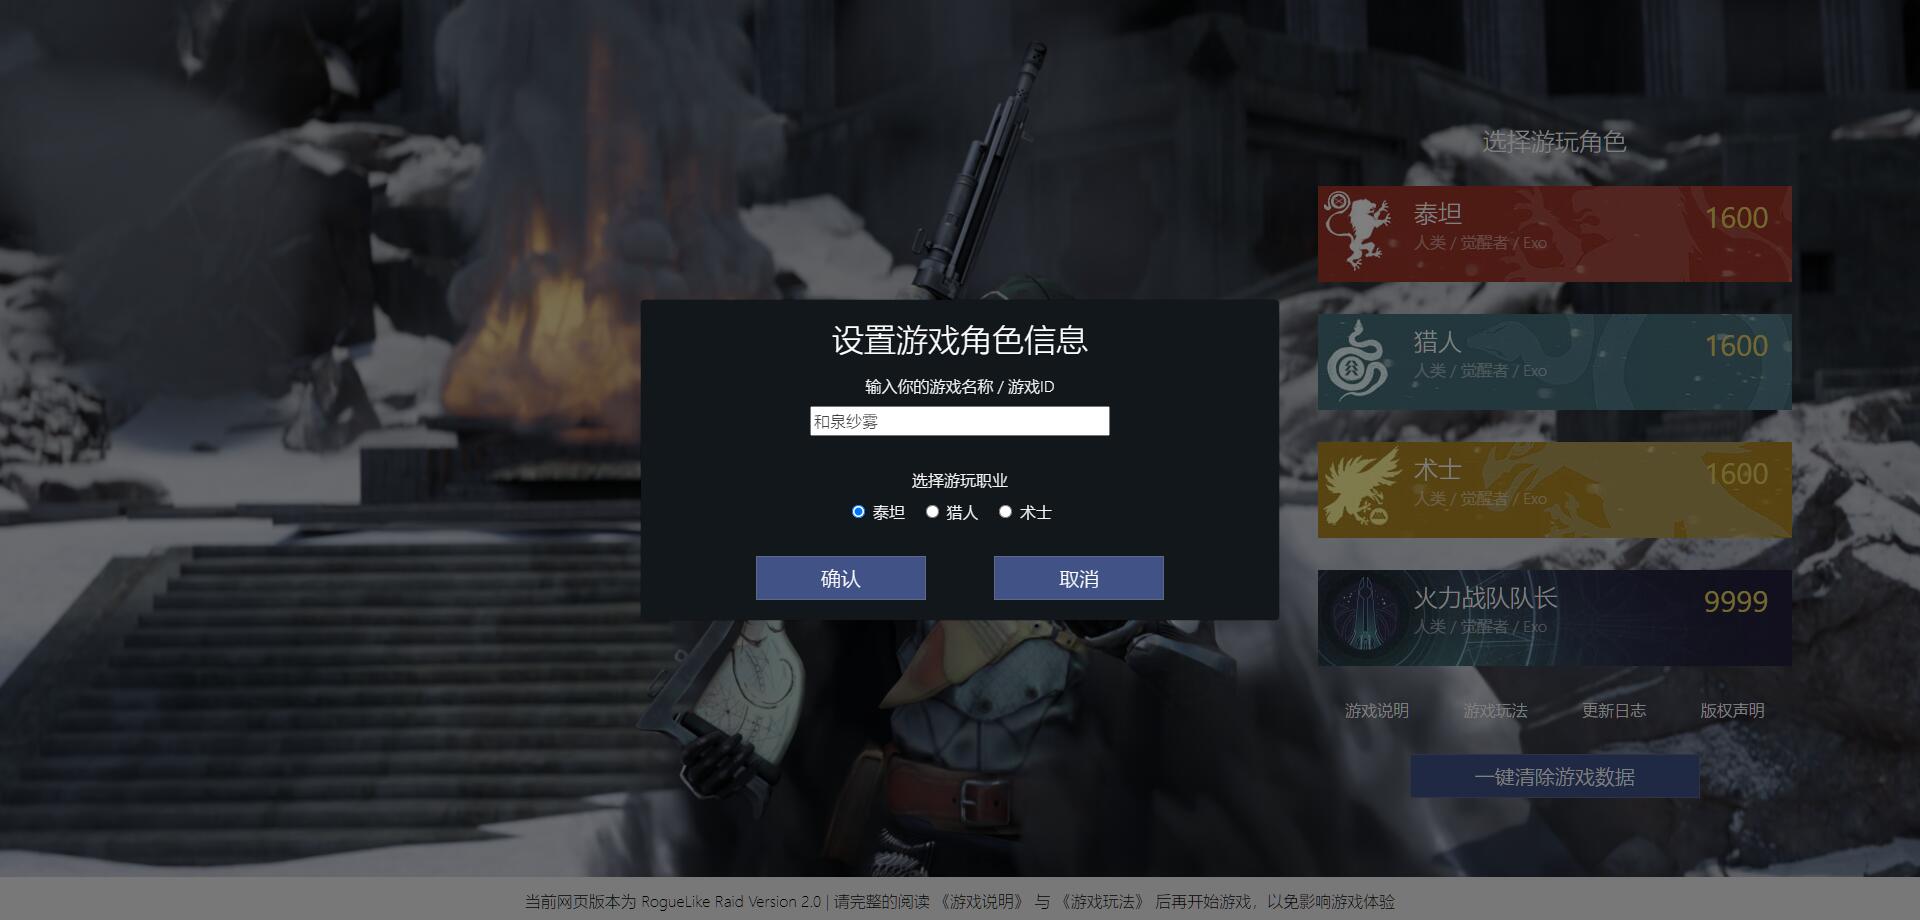 选择游玩角色
泰坦
1600
人类 / 觉醒者 / Exo
猎人
1600
人类 / 觉醒者 / Exo
术士
1600
人类 / 觉醒者 / Exo
火力战队队长
9999
人类 / 觉醒者 / Exo
设置游戏角色信息
输入你的游戏名称 / 游戏ID
和泉纱雾
选择游玩职业
泰坦 猎人 术士
确认 取消
游戏说明 游戏玩法 更新日志 版权声明
一键清除游戏数据
当前网页版本为 RogueLike Raid Version 2.0 | 请完整的阅读 《游戏说明》 与 《游戏玩法》 后再开始游戏，以免影响游戏体验